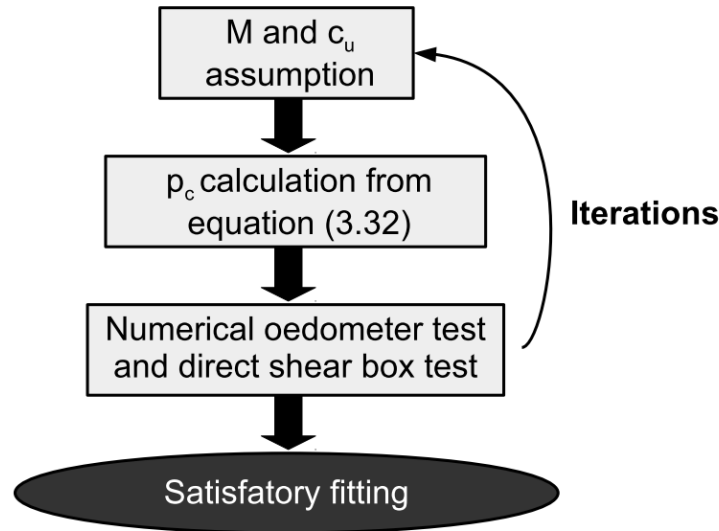 M and cᵤ
assumption
p_c calculation from
equation (3.32)
Iterations
Numerical oedometer test
and direct shear box test
Satisfatory fitting